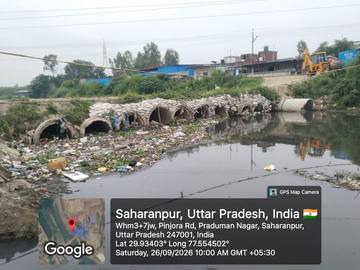 GPS Map Camera
Saharanpur, Uttar Pradesh, India 🇮🇳
Whm3+7jw, Pinjora Rd, Praduman Nagar, Saharanpur,
Uttar Pradesh 247001, India
Lat 29.93403° Long 77.554502°
Saturday, 26/09/2026 10:00 AM GMT +05:30
Google